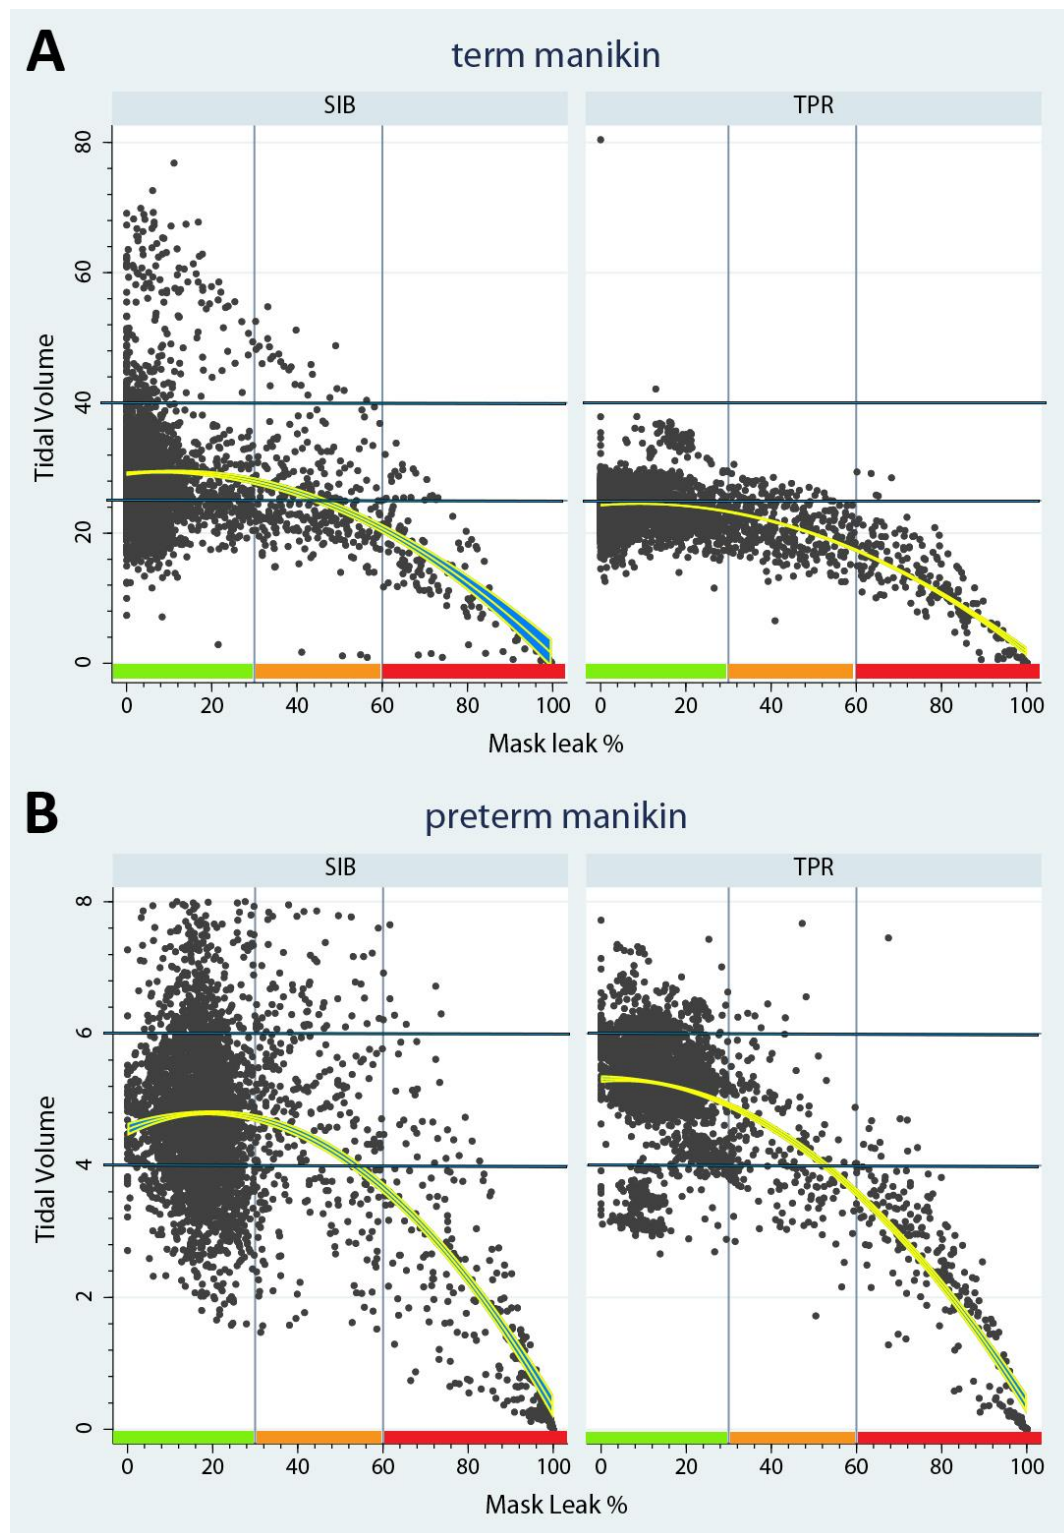 A
term manikin
SIB
TPR
Tidal Volume
80
60
40
20
0
0 20 40 60 80 100
0 20 40 60 80 100
Mask leak %
B
preterm manikin
SIB
TPR
Tidal Volume
8
6
4
2
0
0 20 40 60 80 100
0 20 40 60 80 100
Mask Leak %